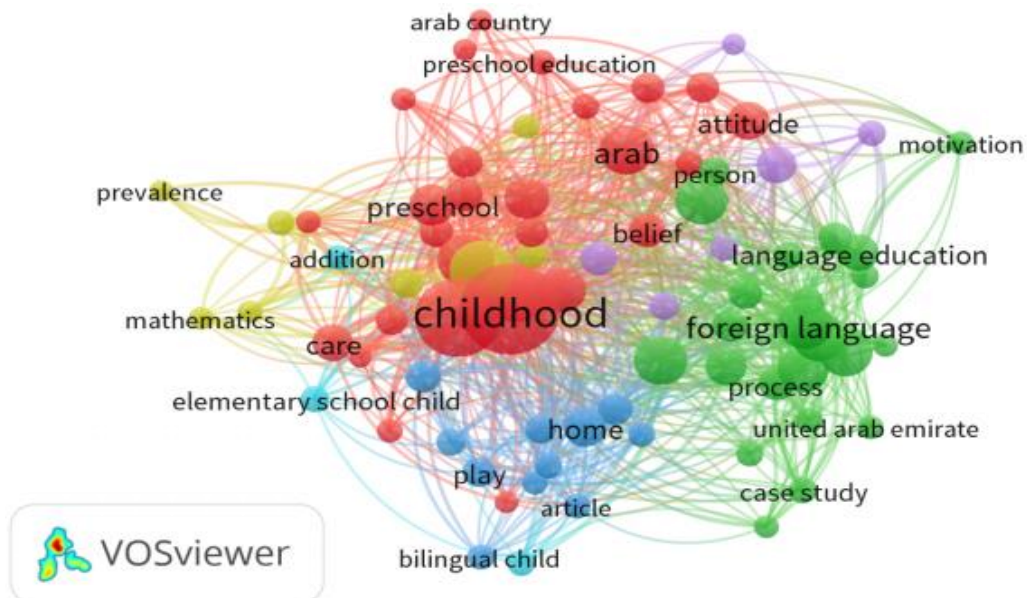 arab country
preschool education
attitude
arab
motivation
person
prevalence
preschool
belief
addition
language education
childhood
mathematics
foreign language
care
process
elementary school child
home
united arab emirate
play
case study
article
bilingual child
VOSviewer